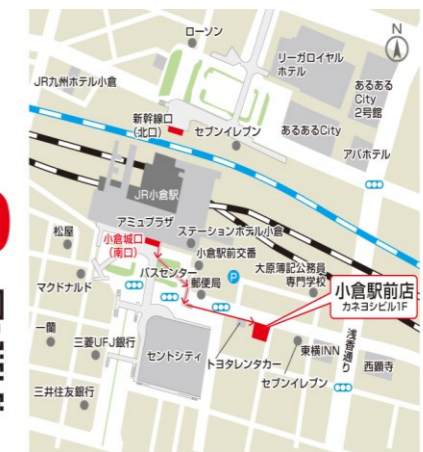 N
ローソン
リーガロイヤル
ホテル
JR九州ホテル小倉
あるある
City
2号館
新幹線口
(北口)
セブンイレブン
あるあるCity
アパホテル
JR小倉駅
アミュプラザ
ステーションホテル小倉
松屋
小倉城口
(南口)
小倉駅前交番
バスセンター
大原簿記公務員
専門学校
マクドナルド
郵便局
P
小倉駅前店
カネヨシビル1F
一蘭
三菱UFJ銀行
セントシティ
トヨタレンタカー
東横INN
浅香通り
西顕寺
セブンイレブン
三井住友銀行